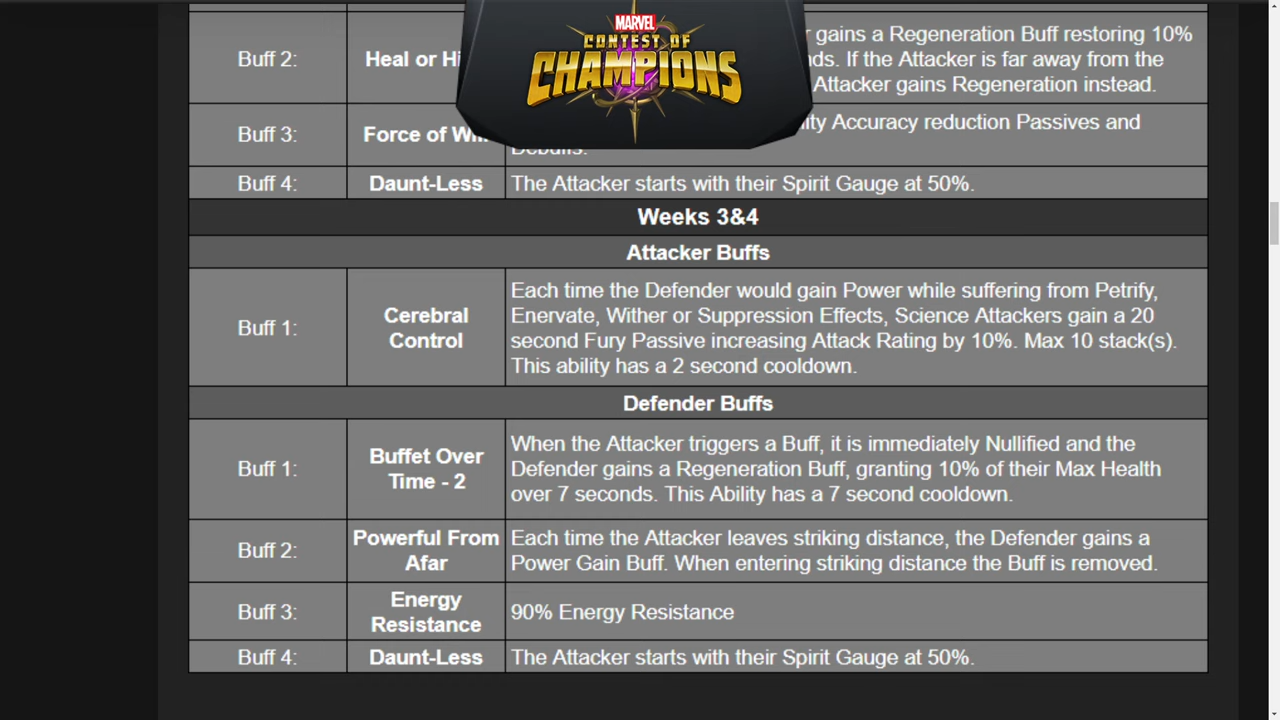 MARVEL
CONTEST OF
CHAMPIONS
Buff 2:
Heal or
gains a Regeneration Buff restoring 10%
If the Attacker is far away from the
Attacker gains Regeneration instead.
Buff 3:
Force of
Accuracy reduction Passives and
Debuffs.
Buff 4:
Daunt-Less
The Attacker starts with their Spirit Gauge at 50%.
Weeks 3&4
Attacker Buffs
Buff 1:
Cerebral
Control
Each time the Defender would gain Power while suffering from Petrify,
Enervate, Wither or Suppression Effects, Science Attackers gain a 20
second Fury Passive increasing Attack Rating by 10%. Max 10 stack(s).
This ability has a 2 second cooldown.
Defender Buffs
Buff 1:
Buffet Over
Time - 2
When the Attacker triggers a Buff, it is immediately Nullified and the
Defender gains a Regeneration Buff, granting 10% of their Max Health
over 7 seconds. This Ability has a 7 second cooldown.
Buff 2:
Powerful From
Afar
Each time the Attacker leaves striking distance, the Defender gains a
Power Gain Buff. When entering striking distance the Buff is removed.
Buff 3:
Energy
Resistance
90% Energy Resistance
Buff 4:
Daunt-Less
The Attacker starts with their Spirit Gauge at 50%.